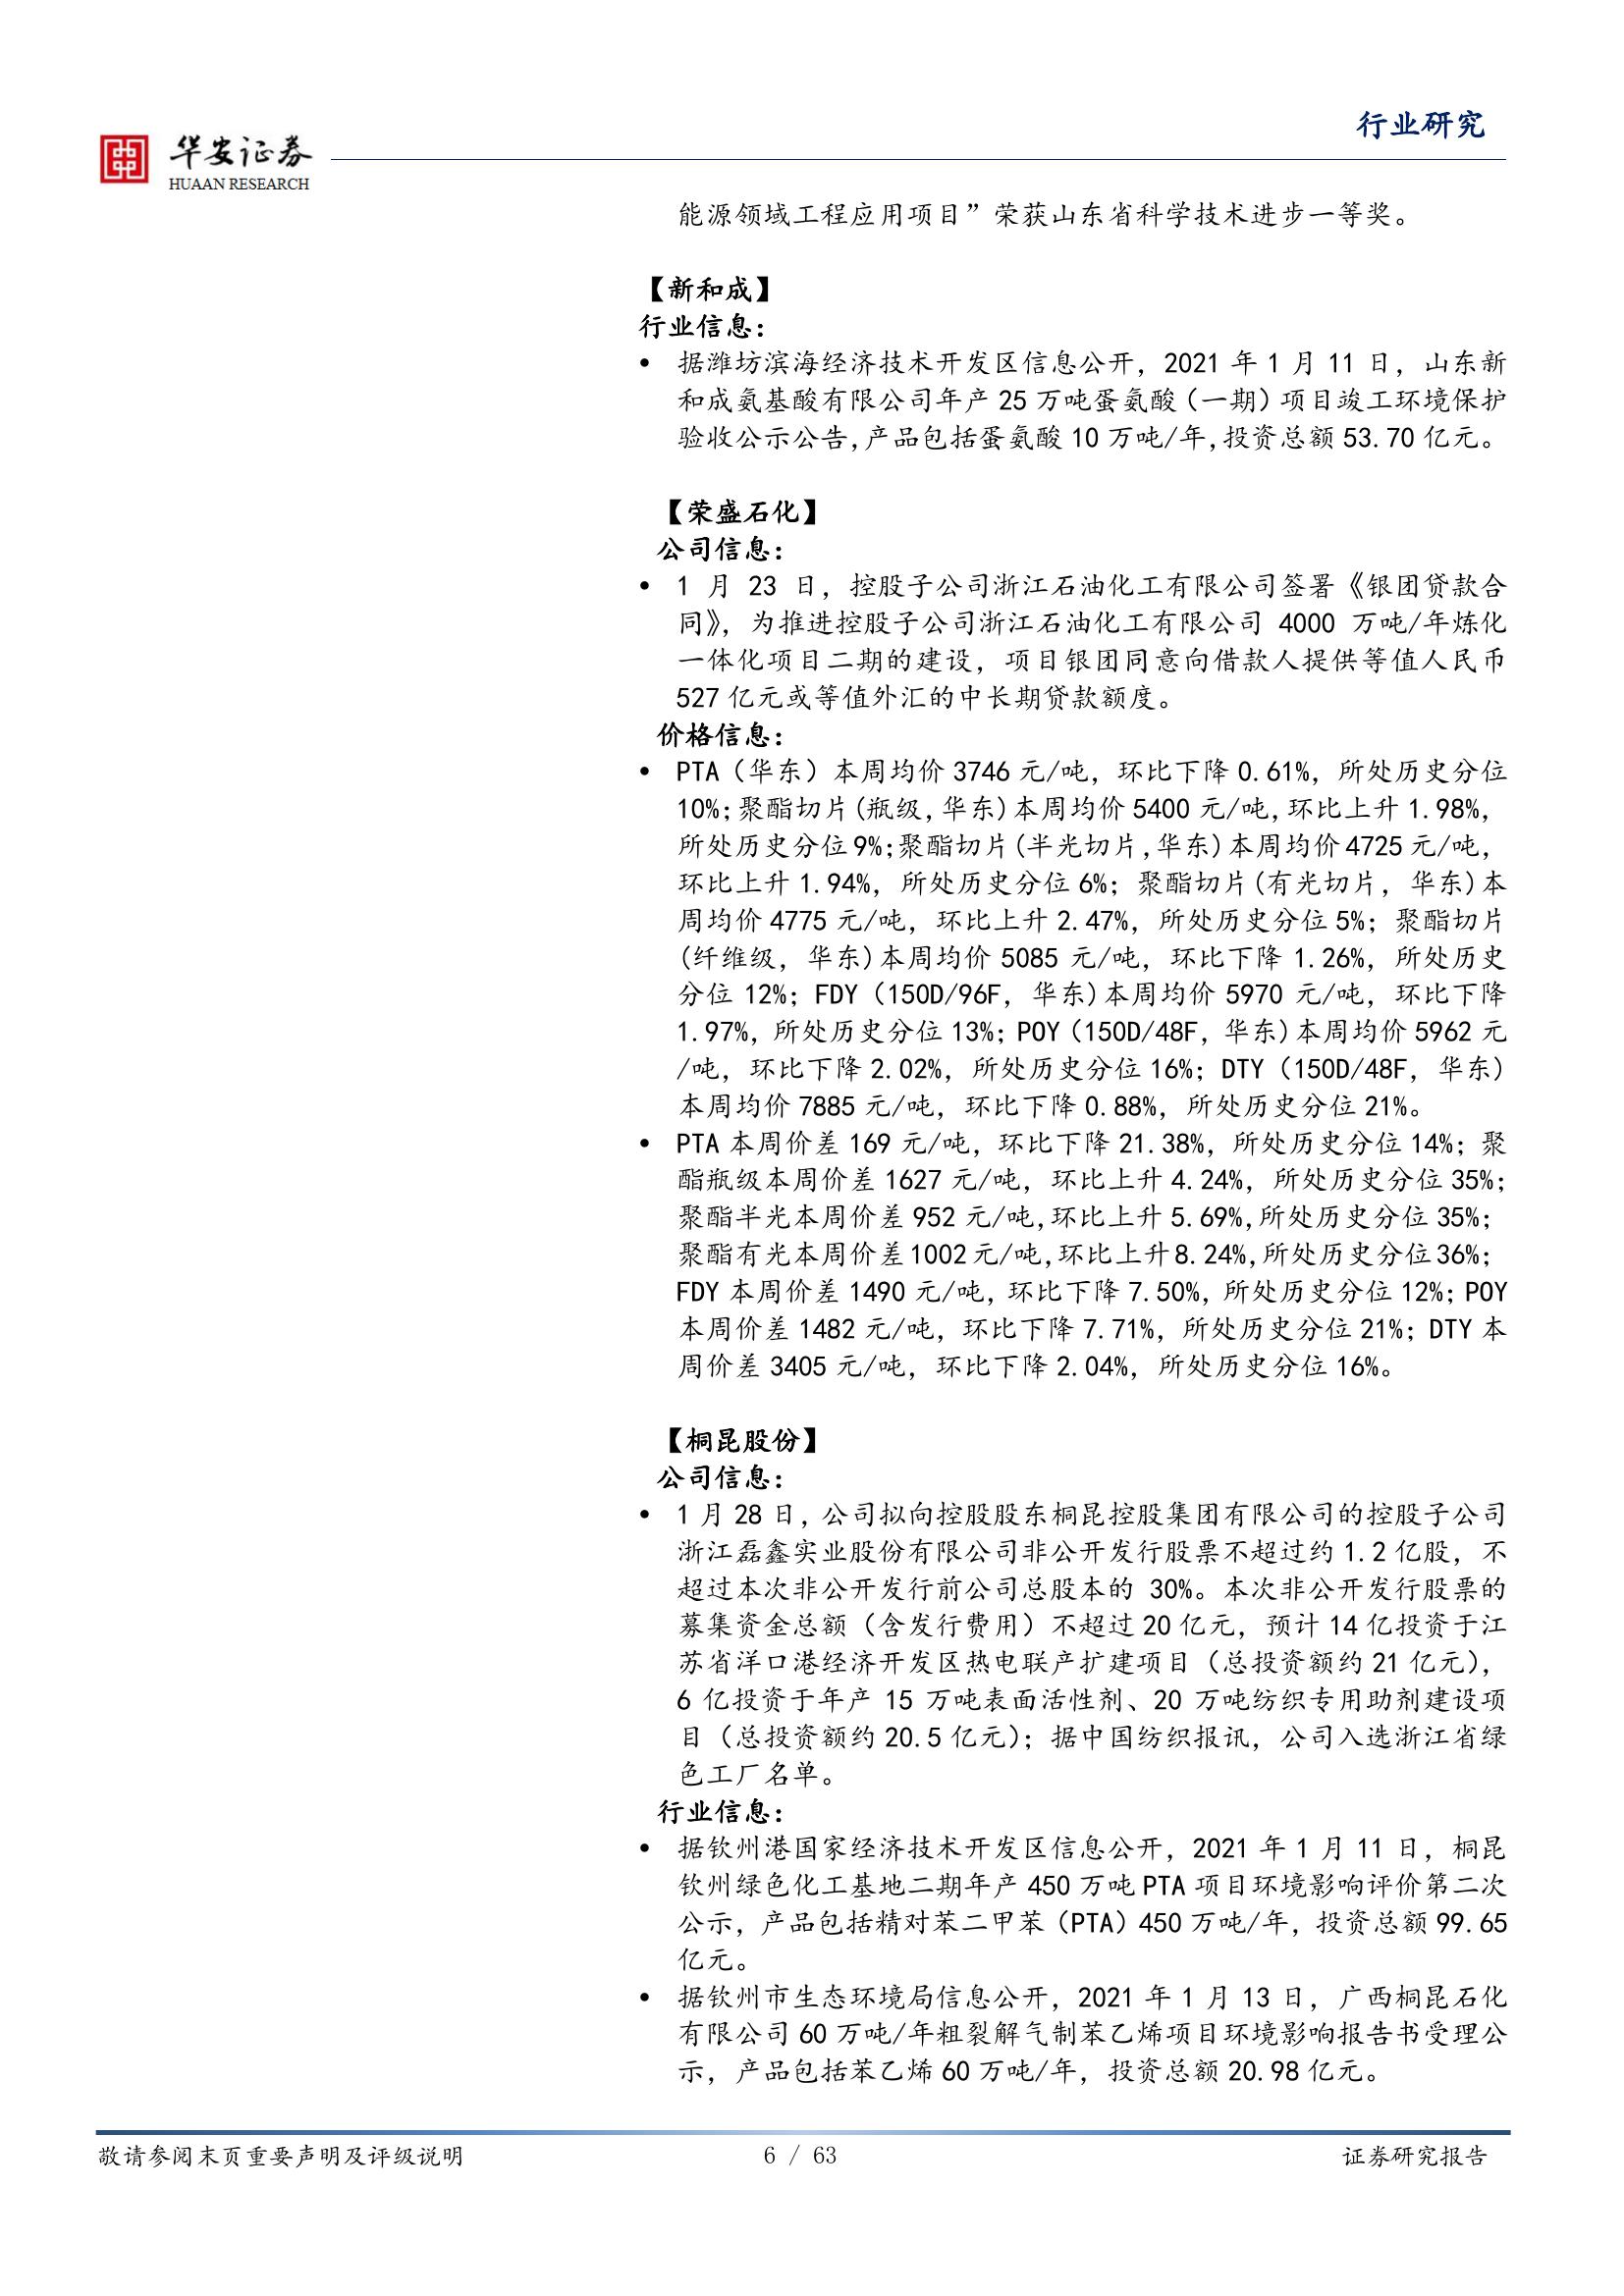 行业研究
华安证券
HUAAN RESEARCH
能源领域工程应用项目”荣获山东省科学技术进步一等奖。
【新和成】
行业信息：
• 据潍坊滨海经济技术开发区信息公开，2021 年 1 月 11 日，山东新
和成氨基酸有限公司年产 25 万吨蛋氨酸（一期）项目竣工环境保护
验收公示公告,产品包括蛋氨酸 10 万吨/年,投资总额 53.70 亿元。
【荣盛石化】
公司信息：
• 1 月 23 日，控股子公司浙江石油化工有限公司签署《银团贷款合
同》，为推进控股子公司浙江石油化工有限公司 4000 万吨/年炼化
一体化项目二期的建设，项目银团同意向借款人提供等值人民币
527 亿元或等值外汇的中长期贷款额度。
价格信息：
• PTA（华东）本周均价 3746 元/吨，环比下降 0.61%，所处历史分位
10%;聚酯切片(瓶级,华东)本周均价 5400 元/吨,环比上升 1.98%，
所处历史分位 9%;聚酯切片(半光切片,华东)本周均价 4725 元/吨，
环比上升 1.94%，所处历史分位 6%；聚酯切片(有光切片，华东)本
周均价 4775 元/吨，环比上升 2.47%，所处历史分位 5%；聚酯切片
(纤维级，华东)本周均价 5085 元/吨，环比下降 1.26%，所处历史
分位 12%；FDY（150D/96F，华东)本周均价 5970 元/吨，环比下降
1.97%，所处历史分位 13%；POY（150D/48F，华东)本周均价 5962 元
/吨，环比下降 2.02%，所处历史分位 16%；DTY（150D/48F，华东）
本周均价 7885 元/吨，环比下降 0.88%，所处历史分位 21%。
• PTA 本周价差 169 元/吨，环比下降 21.38%，所处历史分位 14%；聚
酯瓶级本周价差 1627 元/吨，环比上升 4.24%，所处历史分位 35%；
聚酯半光本周价差 952 元/吨,环比上升 5.69%,所处历史分位 35%；
聚酯有光本周价差 1002 元/吨,环比上升 8.24%,所处历史分位 36%；
FDY 本周价差 1490 元/吨，环比下降 7.50%，所处历史分位 12%；POY
本周价差 1482 元/吨，环比下降 7.71%，所处历史分位 21%；DTY 本
周价差 3405 元/吨，环比下降 2.04%，所处历史分位 16%。
【桐昆股份】
公司信息：
• 1 月 28 日，公司拟向控股股东桐昆控股集团有限公司的控股子公司
浙江磊鑫实业股份有限公司非公开发行股票不超过约 1.2 亿股，不
超过本次非公开发行前公司总股本的 30%。本次非公开发行股票的
募集资金总额（含发行费用）不超过 20 亿元，预计 14 亿投资于江
苏省洋口港经济开发区热电联产扩建项目（总投资额约 21 亿元），
6 亿投资于年产 15 万吨表面活性剂、20 万吨纺织专用助剂建设项
目（总投资额约 20.5 亿元）；据中国纺织报讯，公司入选浙江省绿
色工厂名单。
行业信息：
• 据钦州港国家经济技术开发区信息公开，2021 年 1 月 11 日，桐昆
钦州绿色化工基地二期年产 450 万吨 PTA 项目环境影响评价第二次
公示，产品包括精对苯二甲苯（PTA）450 万吨/年，投资总额 99.65
亿元。
• 据钦州市生态环境局信息公开，2021 年 1 月 13 日，广西桐昆石化
有限公司 60 万吨/年粗裂解气制苯乙烯项目环境影响报告书受理公
示，产品包括苯乙烯 60 万吨/年，投资总额 20.98 亿元。
敬请参阅末页重要声明及评级说明
6 / 63
证券研究报告